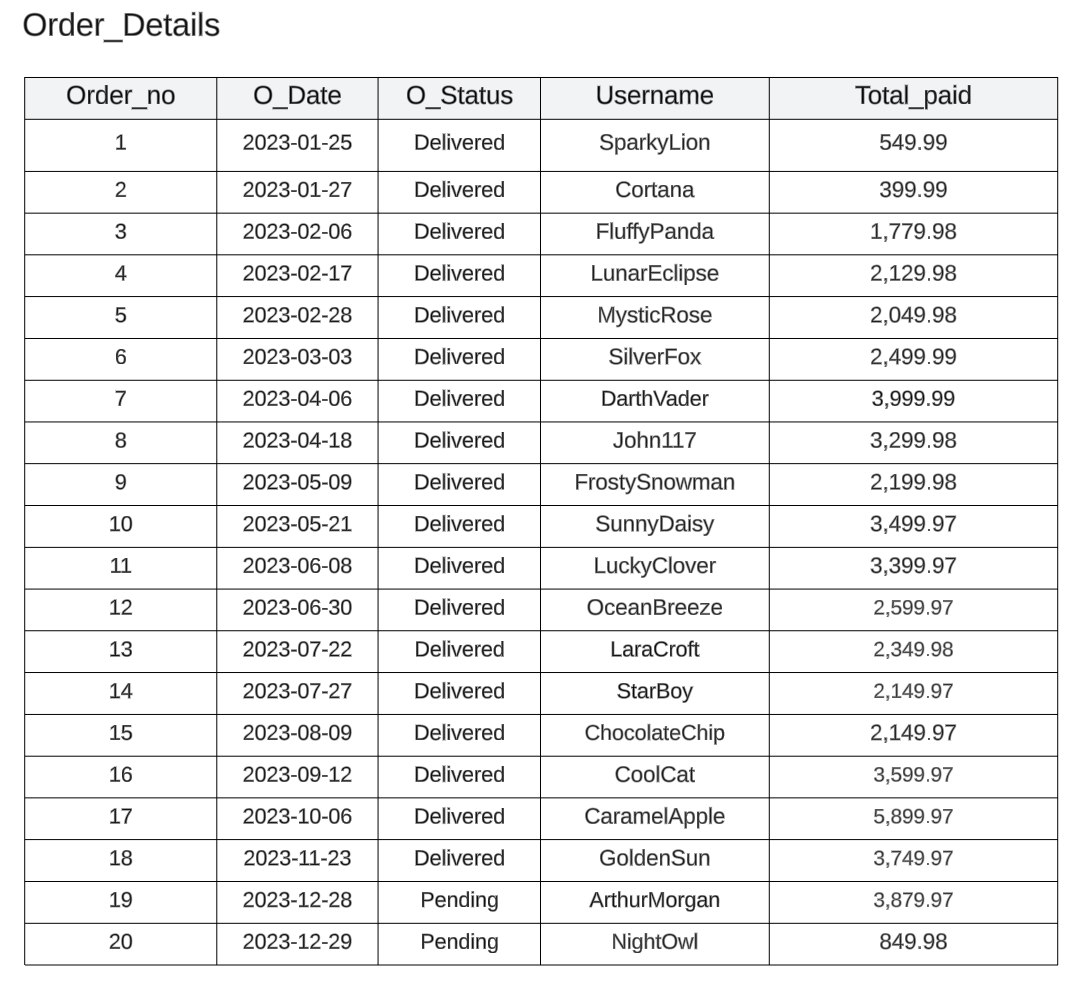 Order_Details
Order_no O_Date O_Status Username Total_paid
1 2023-01-25 Delivered SparkyLion 549.99
2 2023-01-27 Delivered Cortana 399.99
3 2023-02-06 Delivered FluffyPanda 1,779.98
4 2023-02-17 Delivered LunarEclipse 2,129.98
5 2023-02-28 Delivered MysticRose 2,049.98
6 2023-03-03 Delivered SilverFox 2,499.99
7 2023-04-06 Delivered DarthVader 3,999.99
8 2023-04-18 Delivered John117 3,299.98
9 2023-05-09 Delivered FrostySnowman 2,199.98
10 2023-05-21 Delivered SunnyDaisy 3,499.97
11 2023-06-08 Delivered LuckyClover 3,399.97
12 2023-06-30 Delivered OceanBreeze 2,599.97
13 2023-07-22 Delivered LaraCroft 2,349.98
14 2023-07-27 Delivered StarBoy 2,149.97
15 2023-08-09 Delivered ChocolateChip 2,149.97
16 2023-09-12 Delivered CoolCat 3,599.97
17 2023-10-06 Delivered CaramelApple 5,899.97
18 2023-11-23 Delivered GoldenSun 3,749.97
19 2023-12-28 Pending ArthurMorgan 3,879.97
20 2023-12-29 Pending NightOwl 849.98